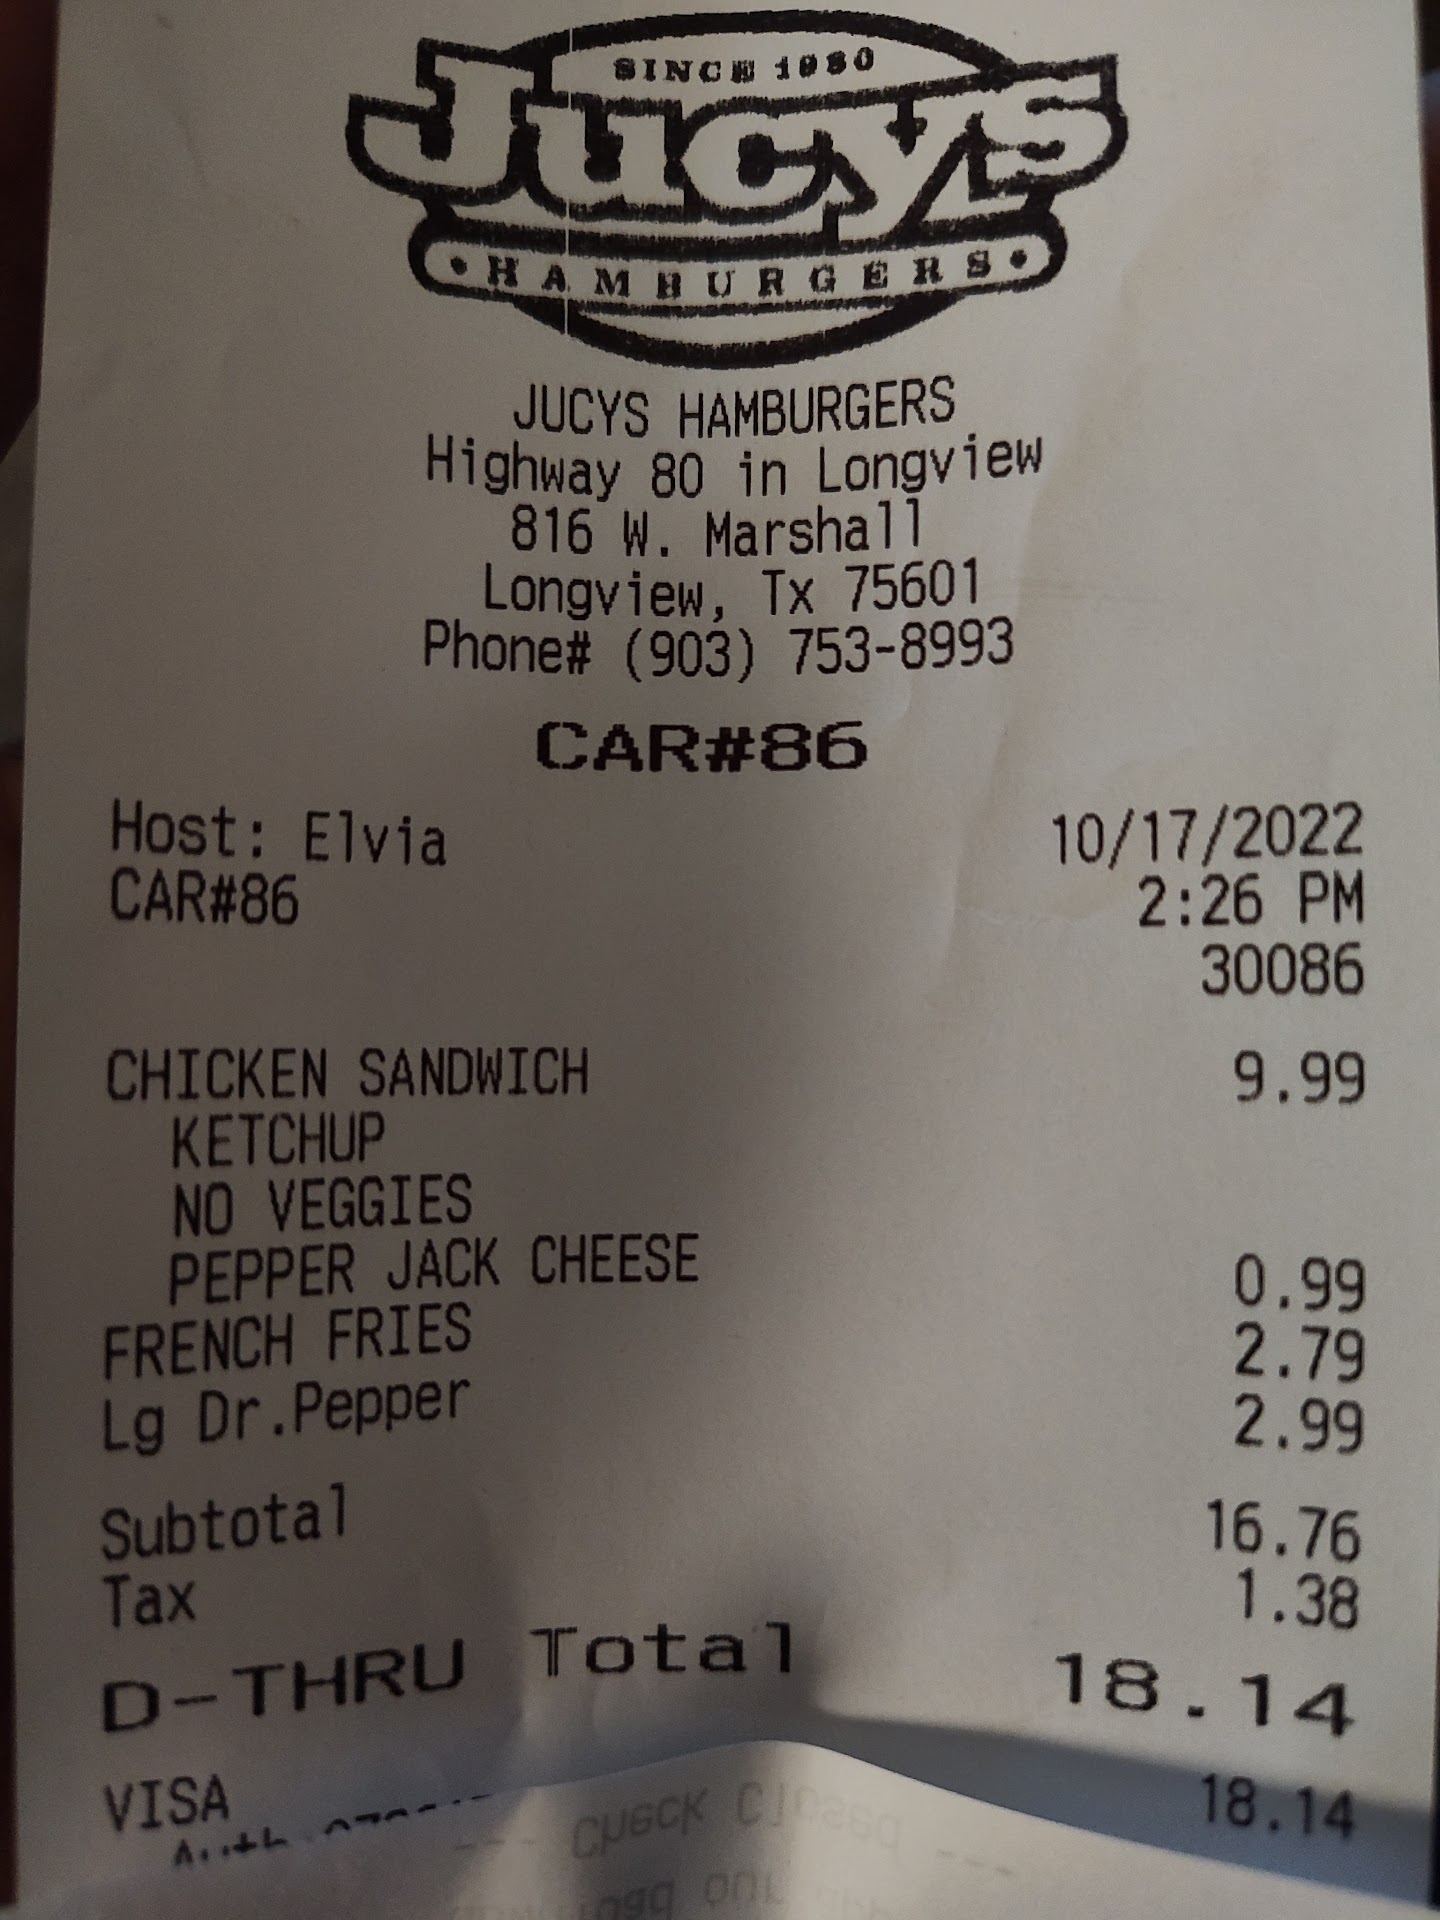 SINCE 1980
Jucys
HAMBURGERS
JUCYS HAMBURGERS
Highway 80 in Longview
816 W. Marshall
Longview, Tx 75601
Phone# (903) 753-8993
CAR#86
Host: Elvia 10/17/2022
CAR#86 2:26 PM
30086
CHICKEN SANDWICH 9.99
KETCHUP
NO VEGGIES
PEPPER JACK CHEESE 0.99
FRENCH FRIES 2.79
Lg Dr.Pepper 2.99
Subtotal 16.76
Tax 1.38
D-THRU Total 18.14
VISA 18.14
--- Check Closed ---
our